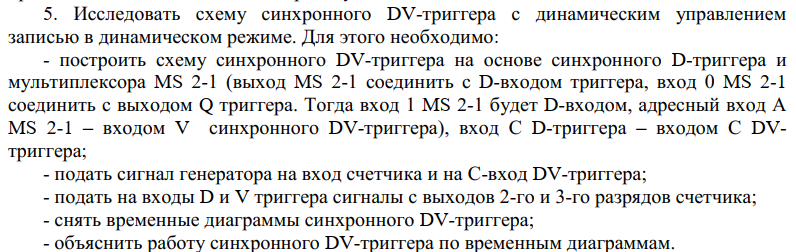 5. Исследовать схему синхронного DV-триггера с динамическим управлением
записью в динамическом режиме. Для этого необходимо:
- построить схему синхронного DV-триггера на основе синхронного D-триггера и
мультиплексора MS 2-1 (выход MS 2-1 соединить с D-входом триггера, вход 0 MS 2-1
соединить с выходом Q триггера. Тогда вход 1 MS 2-1 будет D-входом, адресный вход А
MS 2-1 – входом V синхронного DV-триггера), вход С D-триггера – входом С DV-
триггера;
- подать сигнал генератора на вход счетчика и на С-вход DV-триггера;
- подать на входы D и V триггера сигналы с выходов 2-го и 3-го разрядов счетчика;
- снять временные диаграммы синхронного DV-триггера;
- объяснить работу синхронного DV-триггера по временным диаграммам.